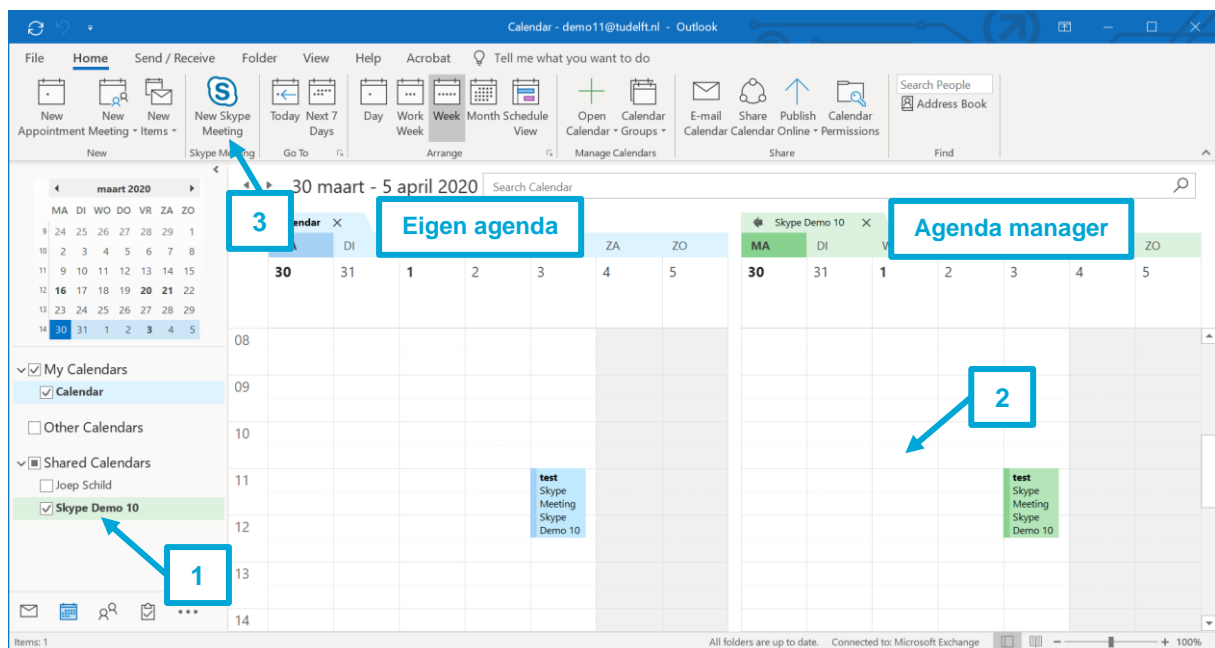 Calendar - demo11@tudelft.nl - Outlook
File Home Send / Receive Folder View Help Acrobat Tell me what you want to do
New Appointment
New Meeting
New Items
New Skype Meeting
Today
Next 7 Days
Day
Work Week
Week
Month
Schedule View
Open Calendar
Calendar Groups
E-mail Calendar
Share Calendar
Publish Online
Calendar Permissions
Search People
Address Book
New
Go To
Arrange
Manage Calendars
Share
Find
maart 2020
MA DI WO DO VR ZA ZO
9 24 25 26 27 28 29 1
10 2 3 4 5 6 7 8
11 9 10 11 12 13 14 15
12 16 17 18 19 20 21 22
13 23 24 25 26 27 28 29
14 30 31 1 2 3 4 5
My Calendars
Calendar
Other Calendars
Shared Calendars
Joep Schild
Skype Demo 10
1
3
30 maart - 5 april 2020
Search Calendar
Eigen agenda
DI ZA ZO
30 31 1 2 3 4 5
Skype Demo 10
Agenda manager
MA DI ZO
30 31 1 2 3 4 5
08
09
10
11
12
13
14
test
Skype
Meeting
Skype
Demo 10
2
test
Skype
Meeting
Skype
Demo 10
Items: 1
All folders are up to date. Connected to: Microsoft Exchange 100%